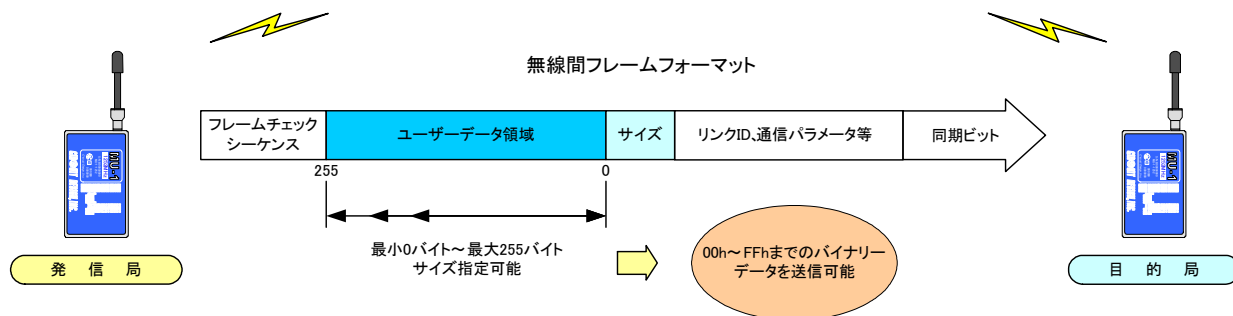 無線間フレームフォーマット
フレームチェック
シーケンス
ユーザーデータ領域
サイズ
リンクID、通信パラメータ等
同期ビット
255
0
最小0バイト～最大255バイト
サイズ指定可能
00h～FFhまでのバイナリー
データを送信可能
MU-1
MU-1
発 信 局
目 的 局